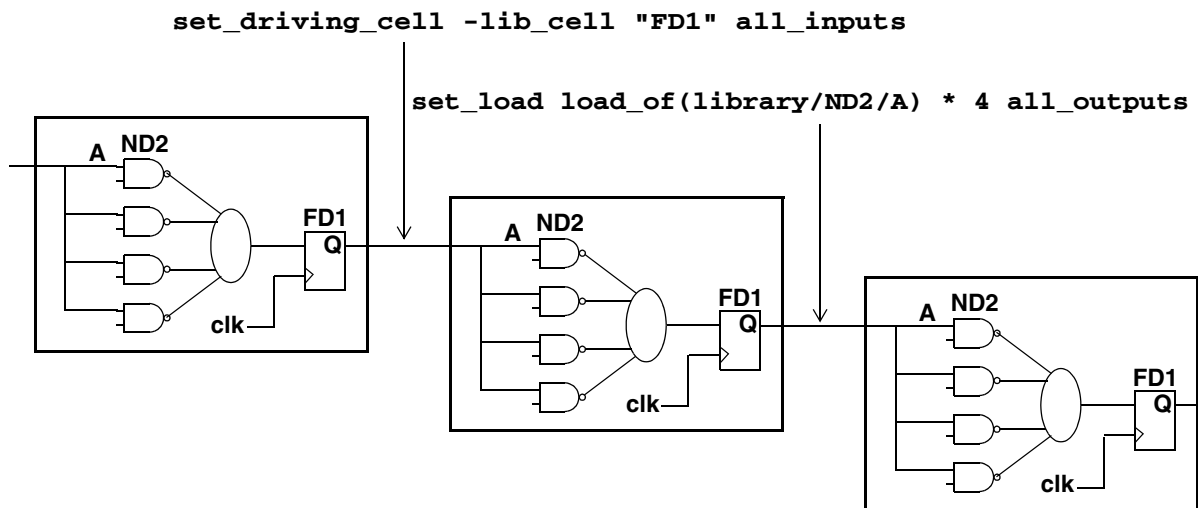 set_driving_cell -lib_cell "FD1" all_inputs
set_load load_of(library/ND2/A) * 4 all_outputs
A ND2
FD1
Q
clk
A ND2
FD1
Q
clk
A ND2
FD1
Q
clk